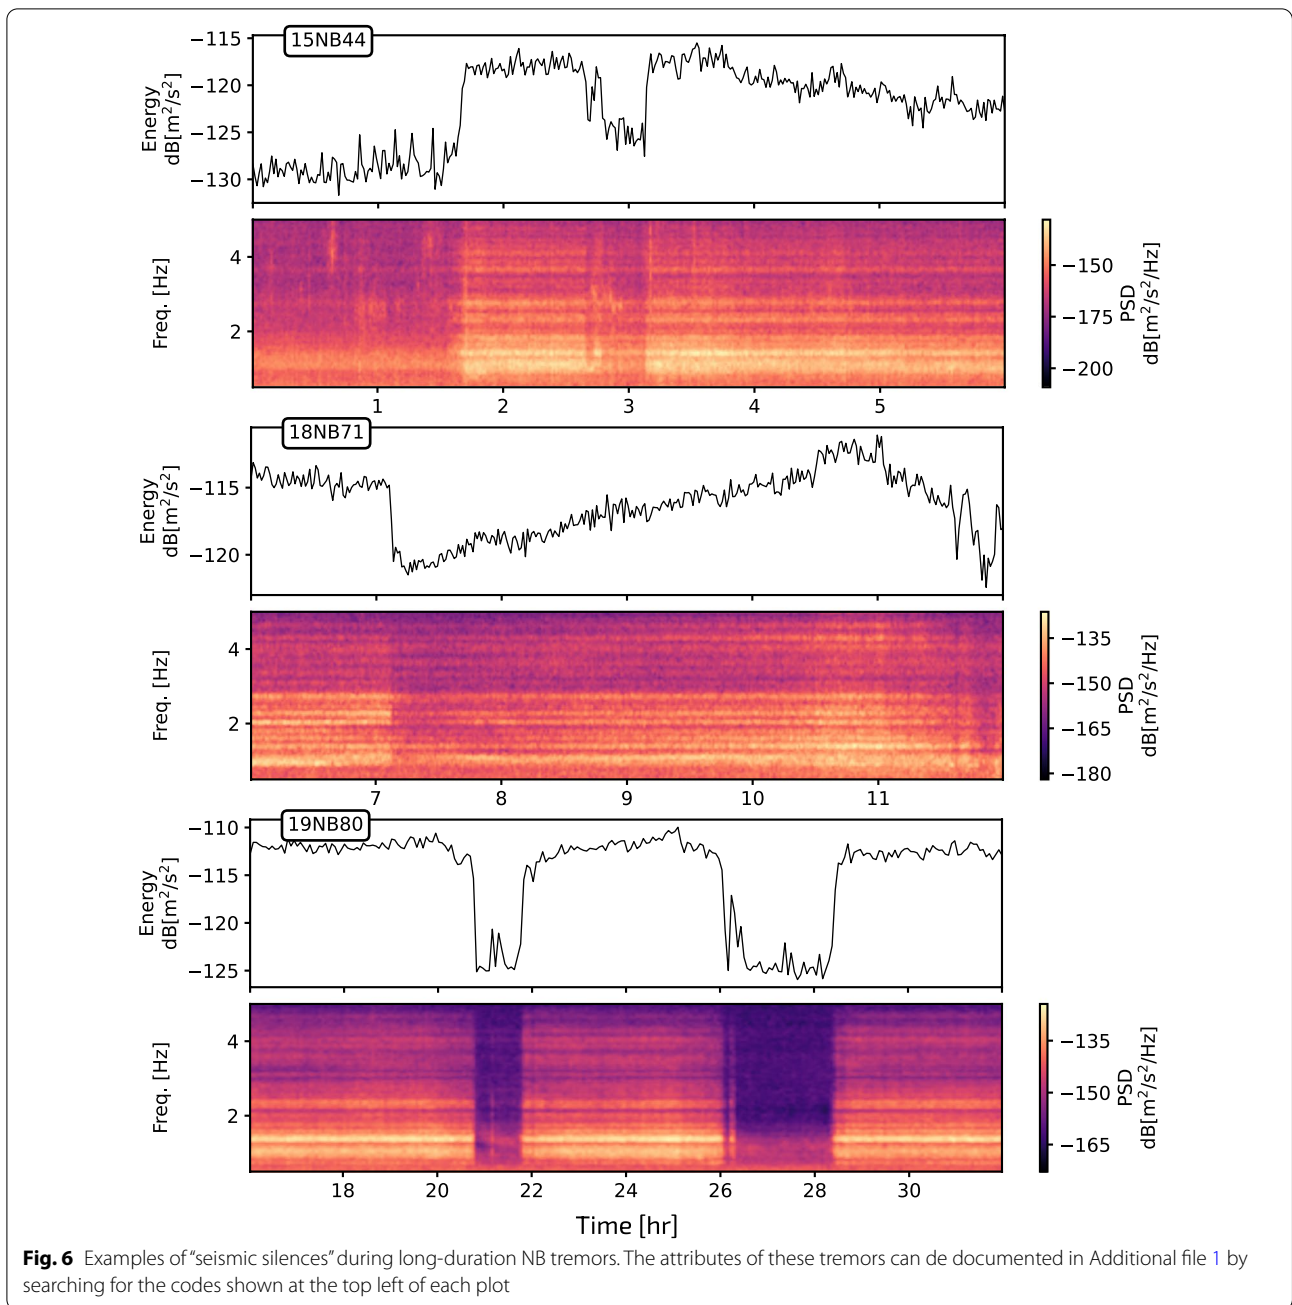 15NB44
−115
−120
−125
−130
Energy
dB[m²/s²]
4
2
Freq. [Hz]
1 2 3 4 5
−150
−175
−200
PSD
dB[m²/s²/Hz]
18NB71
−115
−120
Energy
dB[m²/s²]
4
2
Freq. [Hz]
7 8 9 10 11
−135
−150
−165
−180
PSD
dB[m²/s²/Hz]
19NB80
−110
−115
−120
−125
Energy
dB[m²/s²]
4
2
Freq. [Hz]
18 20 22 24 26 28 30
−135
−150
−165
PSD
dB[m²/s²/Hz]
Time [hr]
Fig. 6 Examples of “seismic silences” during long-duration NB tremors. The attributes of these tremors can de documented in Additional file 1 by
searching for the codes shown at the top left of each plot